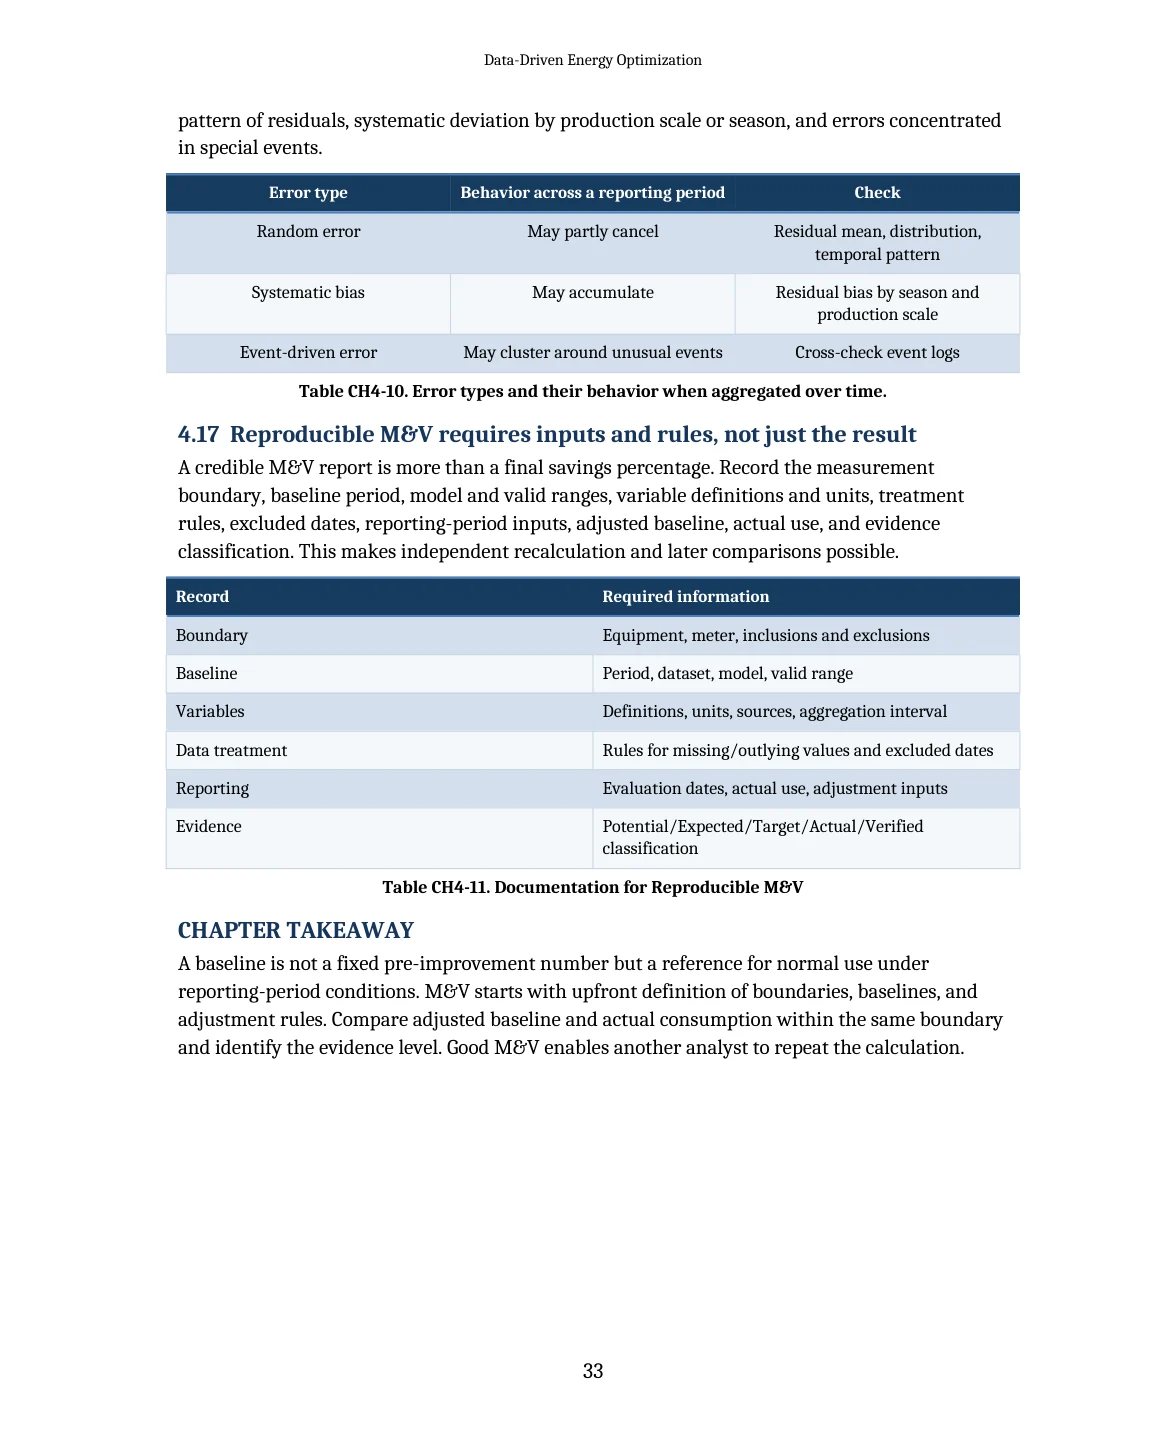 Data-Driven Energy Optimization
pattern of residuals, systematic deviation by production scale or season, and errors concentrated
in special events.
Error type Behavior across a reporting period Check
Random error May partly cancel Residual mean, distribution,
temporal pattern
Systematic bias May accumulate Residual bias by season and
production scale
Event-driven error May cluster around unusual events Cross-check event logs
Table CH4-10. Error types and their behavior when aggregated over time.
4.17 Reproducible M&V requires inputs and rules, not just the result
A credible M&V report is more than a final savings percentage. Record the measurement
boundary, baseline period, model and valid ranges, variable definitions and units, treatment
rules, excluded dates, reporting-period inputs, adjusted baseline, actual use, and evidence
classification. This makes independent recalculation and later comparisons possible.
Record Required information
Boundary Equipment, meter, inclusions and exclusions
Baseline Period, dataset, model, valid range
Variables Definitions, units, sources, aggregation interval
Data treatment Rules for missing/outlying values and excluded dates
Reporting Evaluation dates, actual use, adjustment inputs
Evidence Potential/Expected/Target/Actual/Verified
classification
Table CH4-11. Documentation for Reproducible M&V
CHAPTER TAKEAWAY
A baseline is not a fixed pre-improvement number but a reference for normal use under
reporting-period conditions. M&V starts with upfront definition of boundaries, baselines, and
adjustment rules. Compare adjusted baseline and actual consumption within the same boundary
and identify the evidence level. Good M&V enables another analyst to repeat the calculation.
33